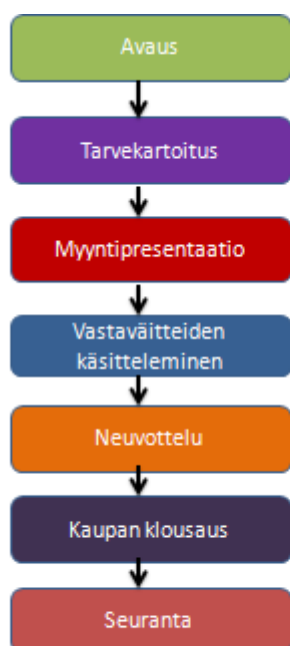 Avaus
Tarvekartoitus
Myyntipresentaatio
Vastaväitteiden
käsitteleminen
Neuvottelu
Kaupan klousaus
Seuranta